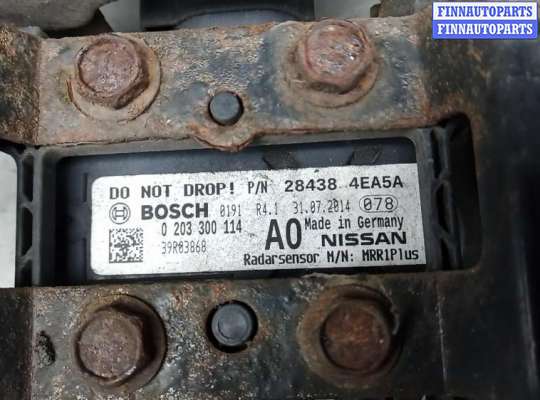 FINNAUTOPARTS
FINNAUTOPARTS
DO NOT DROP! P/N 28438 4EA5A
BOSCH 0191 R4.1 31.07.2014 078
0 203 300 114 A0 Made in Germany
39R03868 NISSAN
Radarsensor M/N: MRR1Plus